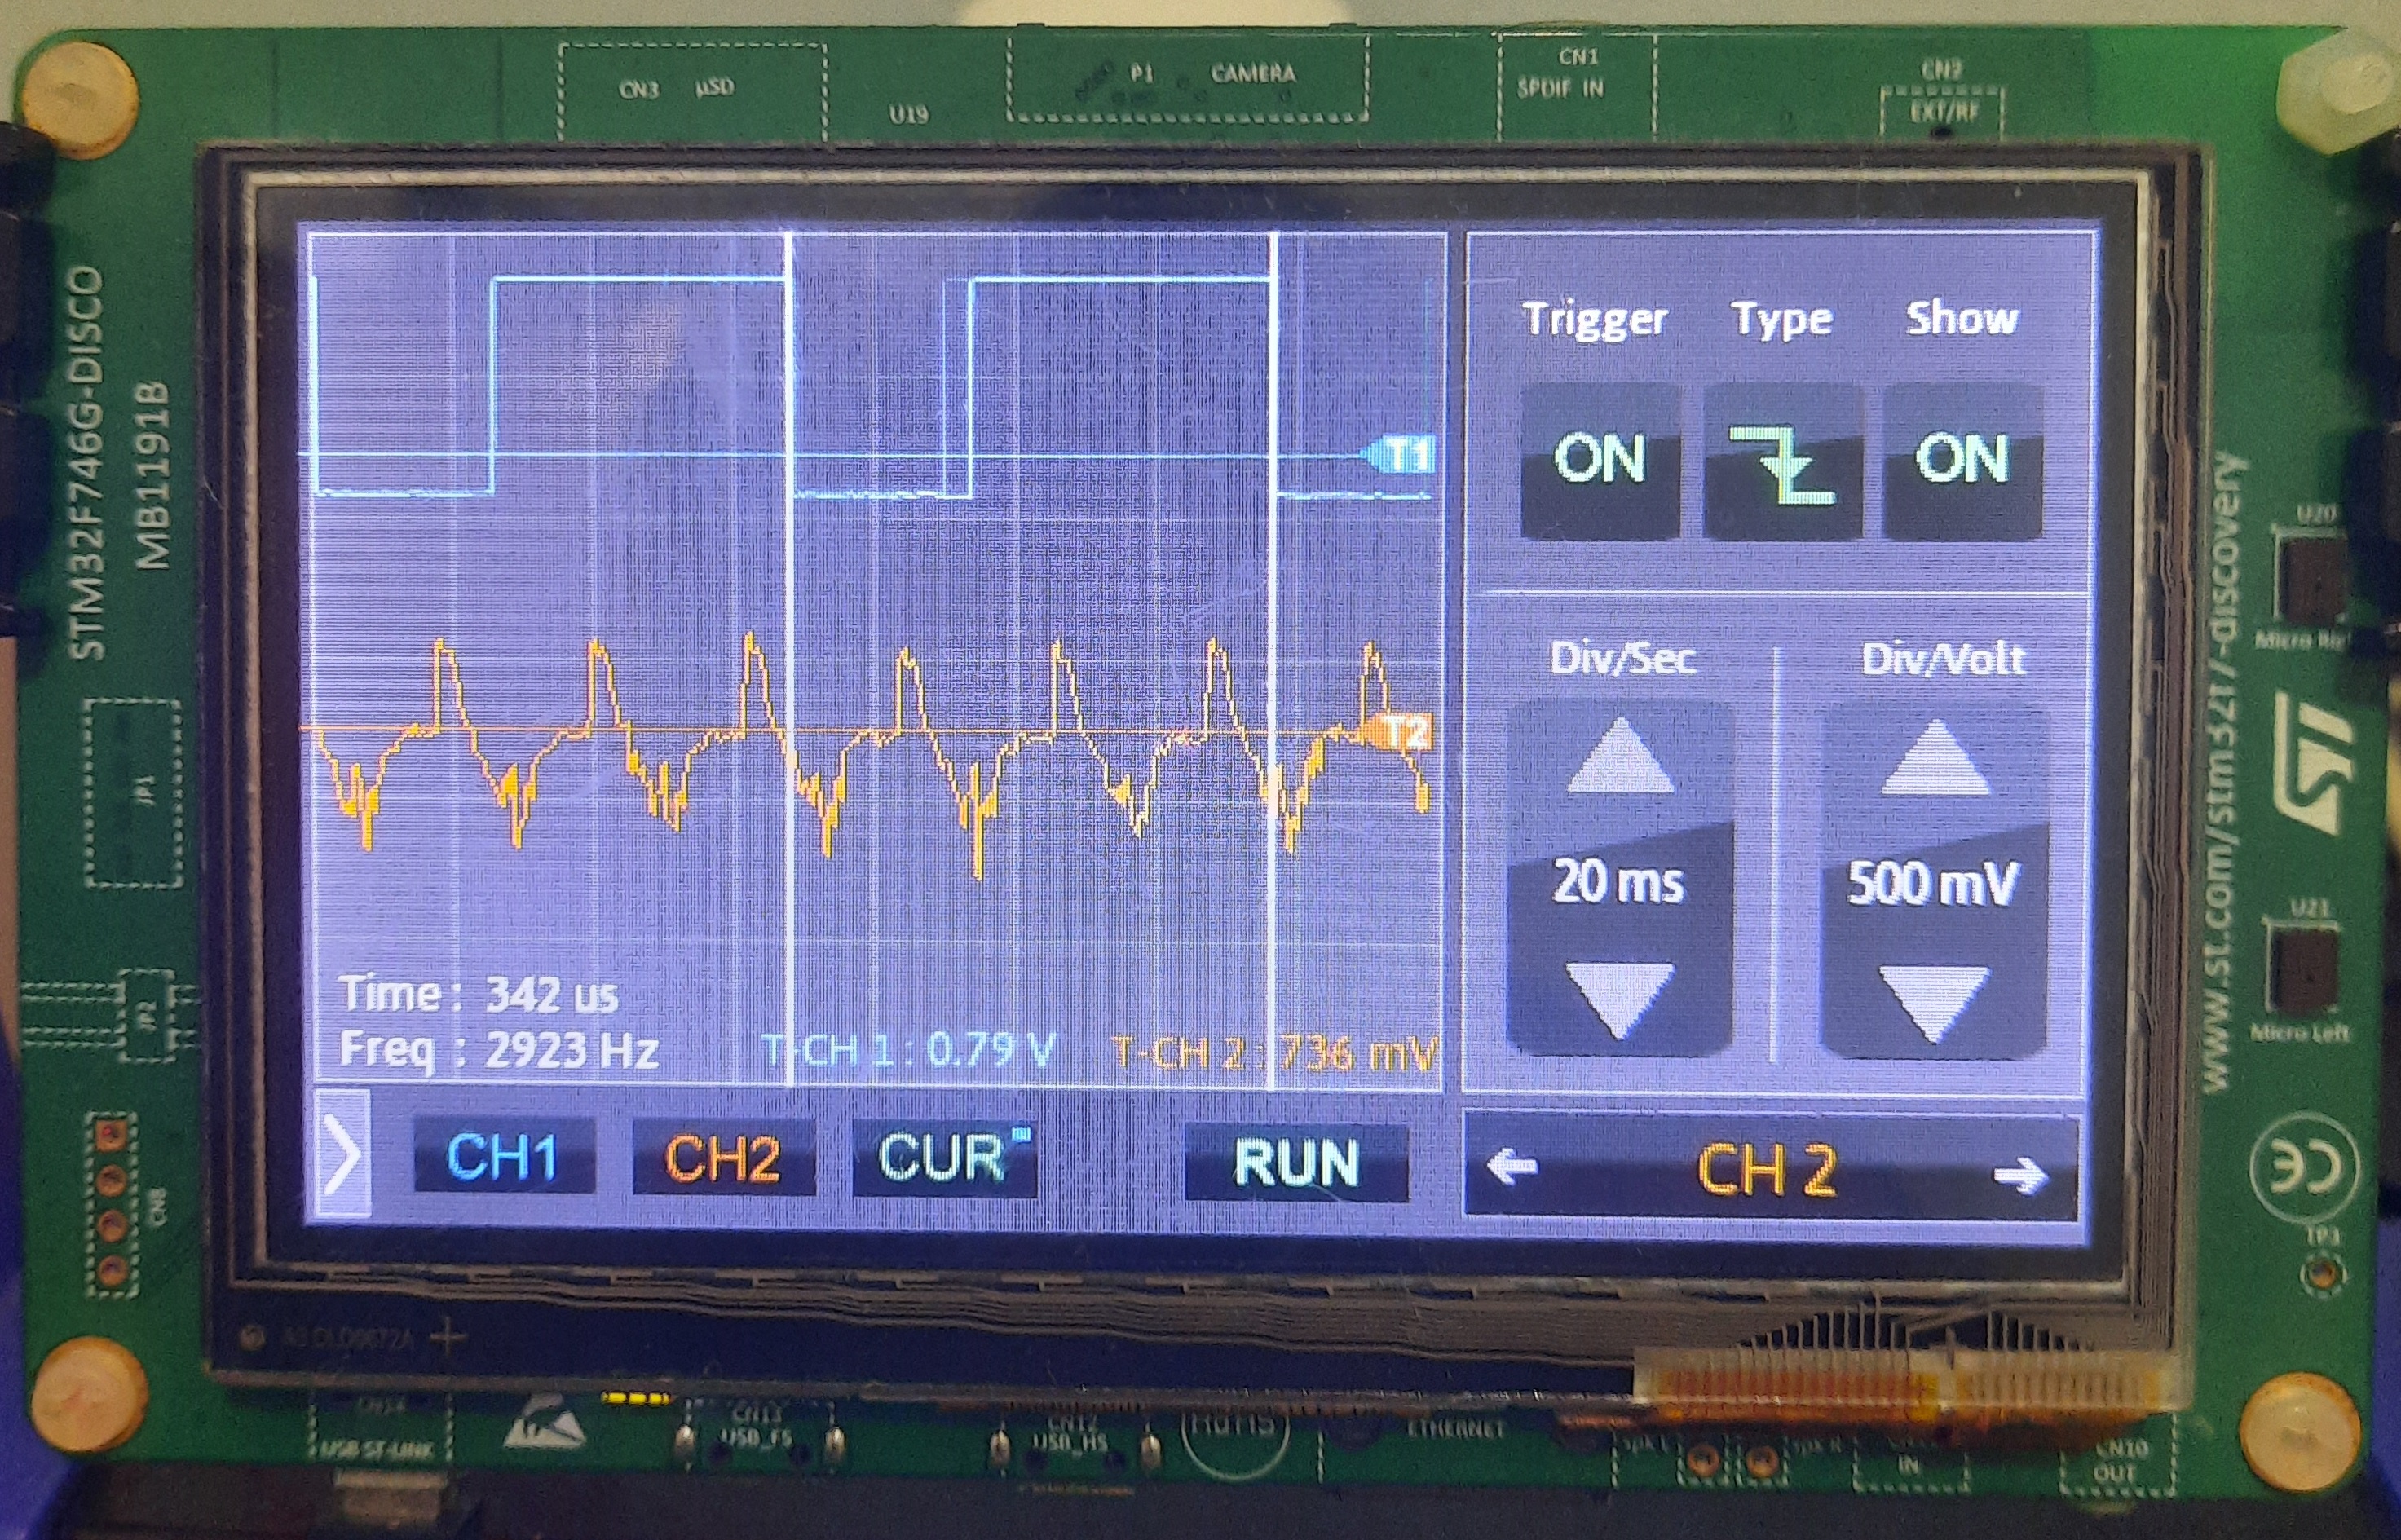 CN3 µSD
U19
P1 CAMERA
CN1
SPDIF IN
CN2
EXT/RF
STM32F746G-DISCO
MB1191B
Trigger Type Show
ON ON
T1
U20
Div/Sec Div/Volt
T2
20 ms 500 mV
JP1
www.st.com/stm32f7-discovery
U21
Micro Left
Time : 342 us
Freq : 2923 Hz
T-CH 1 : 0.79 V
T-CH 2 : 736 mV
JP2
CH1 CH2 CUR RUN
← CH 2 →
CE
TP3
CN14
USB ST-LINK
CN13
USB_FS
CN12
USB_HS
RoHS
ETHERNET
IN
CN10
OUT